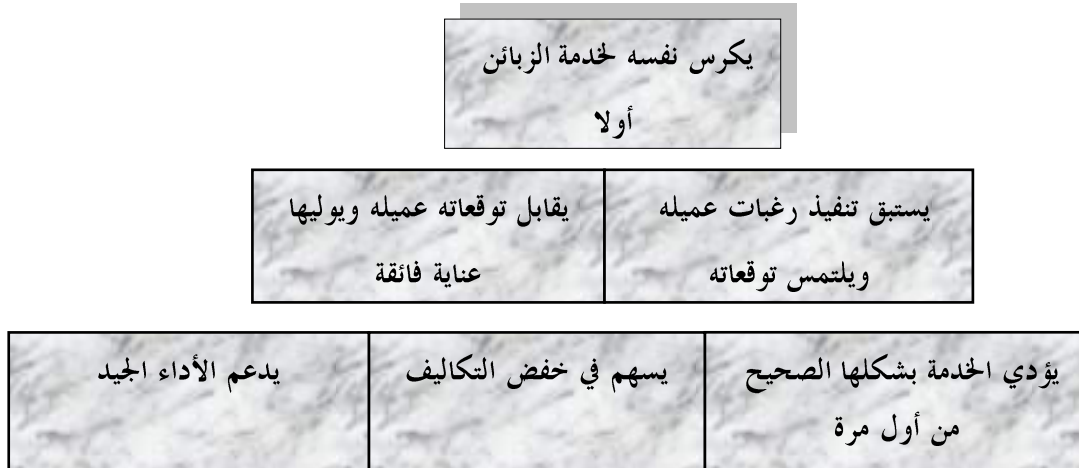 يكرس نفسه لخدمة الزبائن
أولا
يستبق تنفيذ رغبات عميله
ويلتمس توقعاته
يقابل توقعاته عميله ويوليها
عناية فائقة
يؤدي الخدمة بشكلها الصحيح
من أول مرة
يسهم في خفض التكاليف
يدعم الأداء الجيد